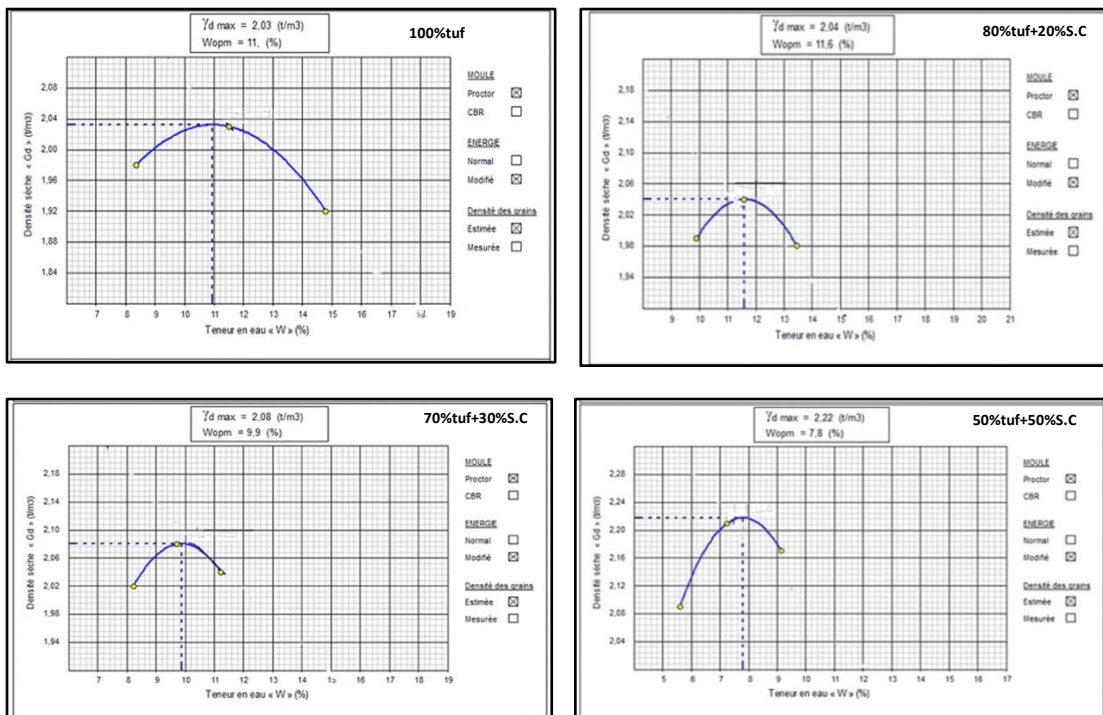 γd max = 2,03 (t/m3)
Wopm = 11, (%)
100%tuf
Densité sèche « Gd » (t/m3)
2,08
2,04
2,00
1,96
1,92
1,88
1,84
7 8 9 10 11 12 13 14 15 16 17 18 19
Teneur en eau « W » (%)
MOULE
Proctor ☒
CBR ☐
ENERGIE
Normal ☐
Modifié ☒
Densité des grains
Estimée ☒
Mesurée ☐
γd max = 2,04 (t/m3)
Wopm = 11,6 (%)
80%tuf+20%S.C
Densité sèche « Gd » (t/m3)
2,18
2,14
2,10
2,06
2,02
1,98
1,94
9 10 11 12 13 14 15 16 17 18 19 20 21
Teneur en eau « W » (%)
MOULE
Proctor ☒
CBR ☐
ENERGIE
Normal ☐
Modifié ☒
Densité des grains
Estimée ☒
Mesurée ☐
γd max = 2,08 (t/m3)
Wopm = 9,9 (%)
70%tuf+30%S.C
Densité sèche « Gd » (t/m3)
2,18
2,14
2,10
2,06
2,02
1,98
1,94
7 8 9 10 11 12 13 14 15 16 17 18 19
Teneur en eau « W » (%)
MOULE
Proctor ☒
CBR ☐
ENERGIE
Normal ☐
Modifié ☒
Densité des grains
Estimée ☒
Mesurée ☐
γd max = 2,22 (t/m3)
Wopm = 7,8 (%)
50%tuf+50%S.C
Densité sèche « Gd » (t/m3)
2,28
2,24
2,20
2,16
2,12
2,08
2,04
5 6 7 8 9 10 11 12 13 14 15 16 17
Teneur en eau « W » (%)
MOULE
Proctor ☒
CBR ☐
ENERGIE
Normal ☐
Modifié ☒
Densité des grains
Estimée ☒
Mesurée ☐